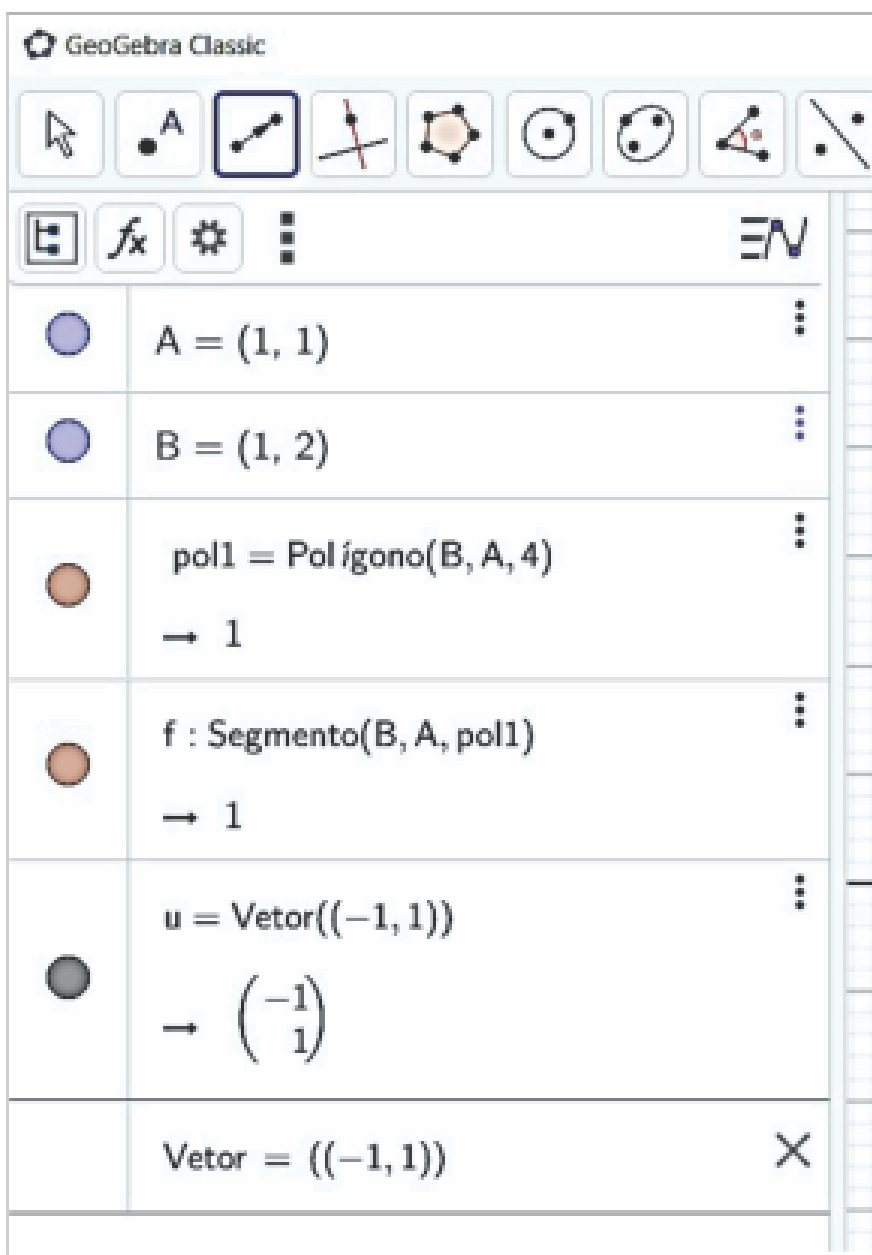 GeoGebra Classic
A
fx
A = (1, 1)
B = (1, 2)
pol1 = Polígono(B, A, 4)
→ 1
f : Segmento(B, A, pol1)
→ 1
u = Vetor((−1, 1))
→ (−1
1)
Vetor = ((−1, 1))